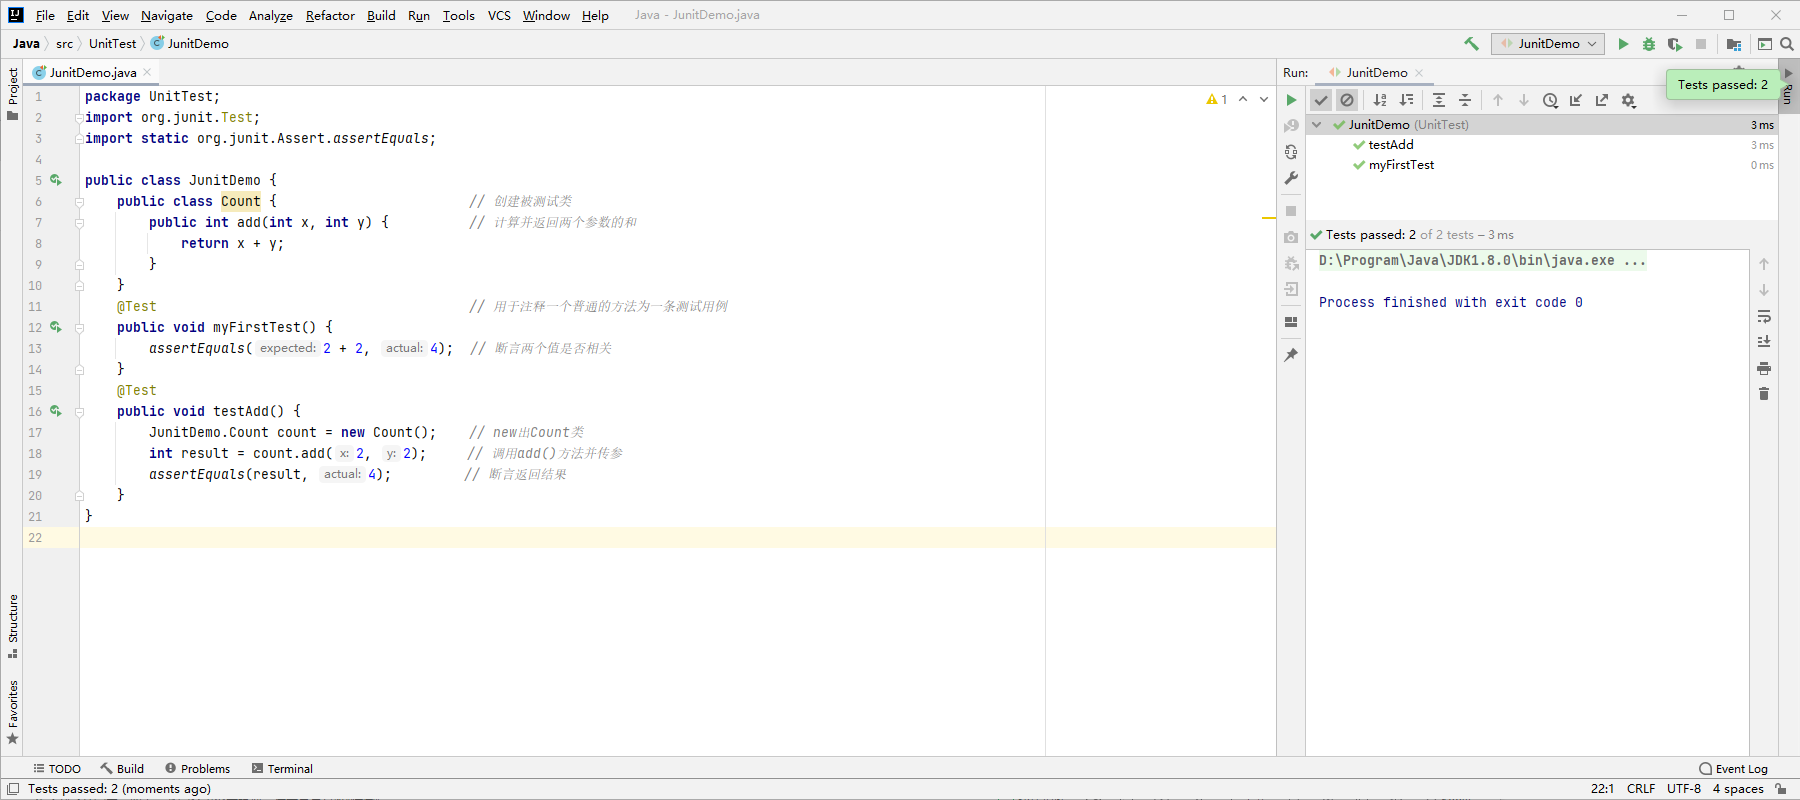 File Edit View Navigate Code Analyze Refactor Build Run Tools VCS Window Help Java - JunitDemo.java
Java src UnitTest JunitDemo
JunitDemo
Project
JunitDemo.java
1 package UnitTest;
2 import org.junit.Test;
3 import static org.junit.Assert.assertEquals;
4
5 public class JunitDemo {
6 public class Count { // 创建被测试类
7 public int add(int x, int y) { // 计算并返回两个参数的和
8 return x + y;
9 }
10 }
11 @Test // 用于注释一个普通的方法为一条测试用例
12 public void myFirstTest() {
13 assertEquals( expected: 2 + 2, actual: 4); // 断言两个值是否相关
14 }
15 @Test
16 public void testAdd() {
17 JunitDemo.Count count = new Count(); // new出Count类
18 int result = count.add( x: 2, y: 2); // 调用add()方法并传参
19 assertEquals(result, actual: 4); // 断言返回结果
20 }
21 }
22
1
Run: JunitDemo
Tests passed: 2
Run
JunitDemo (UnitTest) 3 ms
testAdd 3 ms
myFirstTest 0 ms
Tests passed: 2 of 2 tests – 3 ms
D:\Program\Java\JDK1.8.0\bin\java.exe ...
Process finished with exit code 0
Structure
Favorites
TODO Build Problems Terminal Event Log
Tests passed: 2 (moments ago) 22:1 CRLF UTF-8 4 spaces